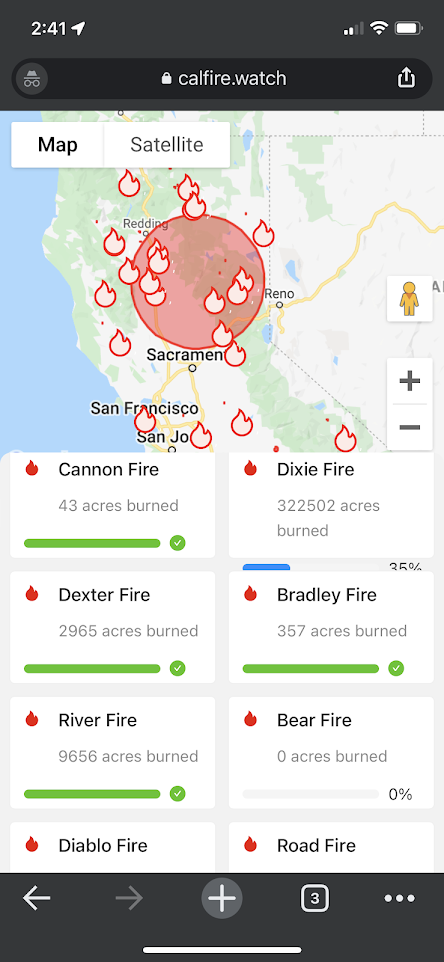 2:41
calfire.watch
Map
Satellite
Redding
Reno
Sacramen
San Francisco
San Jo
Cannon Fire
43 acres burned
Dixie Fire
322502 acres
burned
35%
Dexter Fire
2965 acres burned
Bradley Fire
357 acres burned
River Fire
9656 acres burned
Bear Fire
0 acres burned
0%
Diablo Fire
Road Fire
3